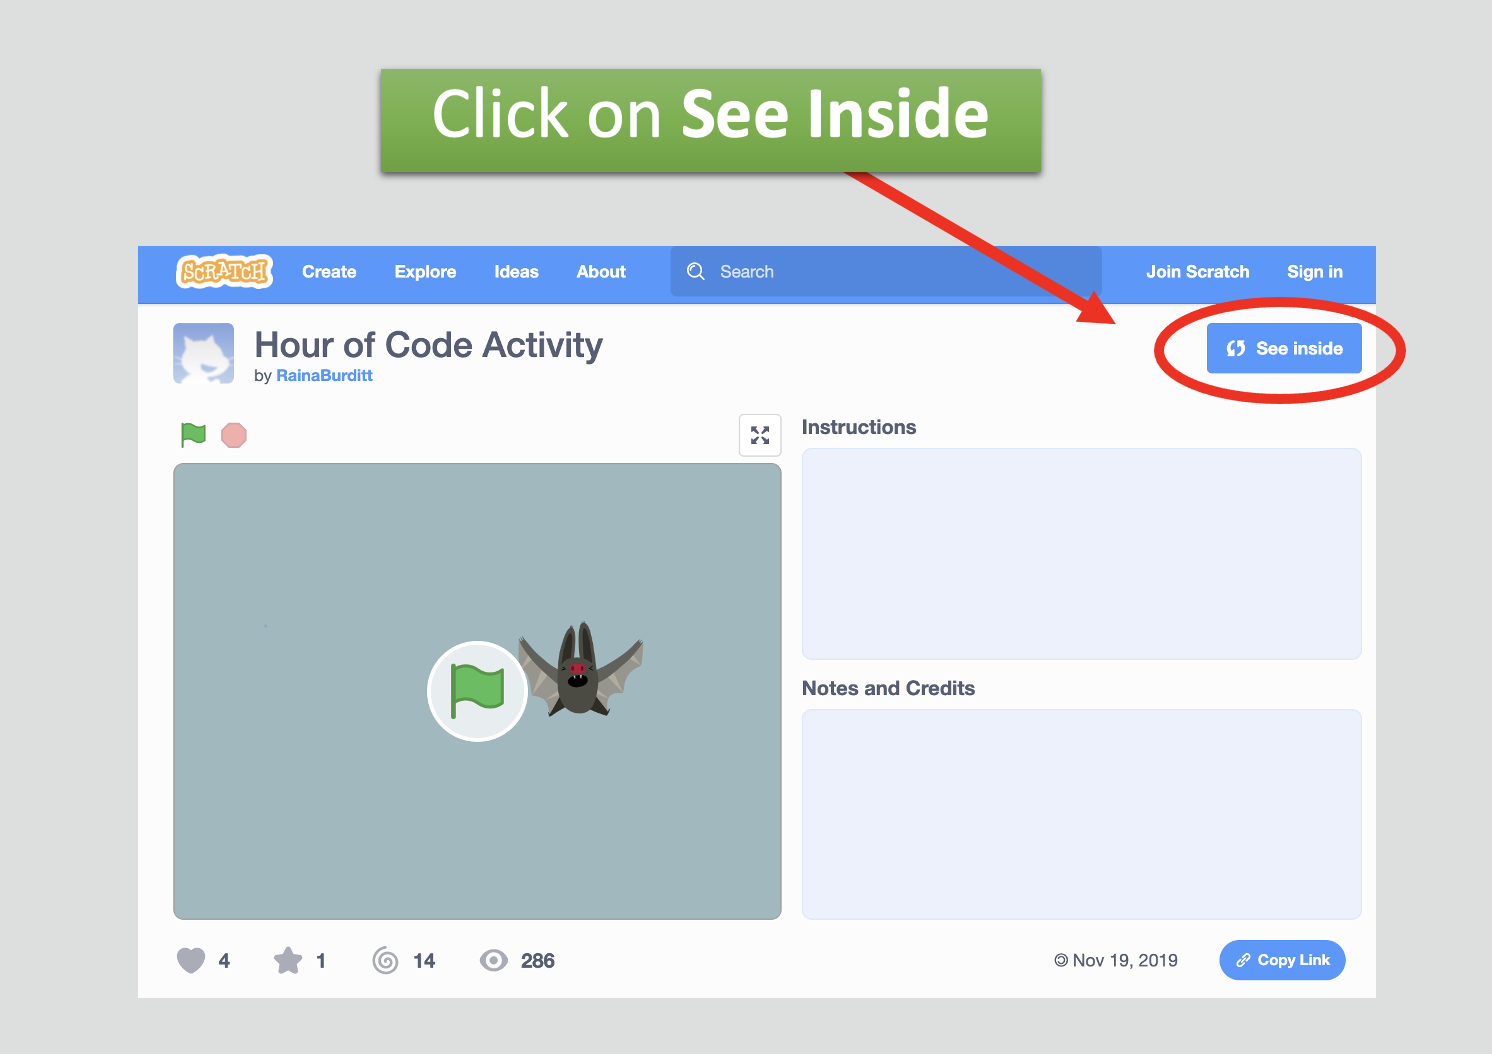 Click on See Inside
SCRATCH Create Explore Ideas About Search Join Scratch Sign in
Hour of Code Activity
by RainaBurditt
See inside
Instructions
Notes and Credits
4 1 14 286
© Nov 19, 2019 Copy Link